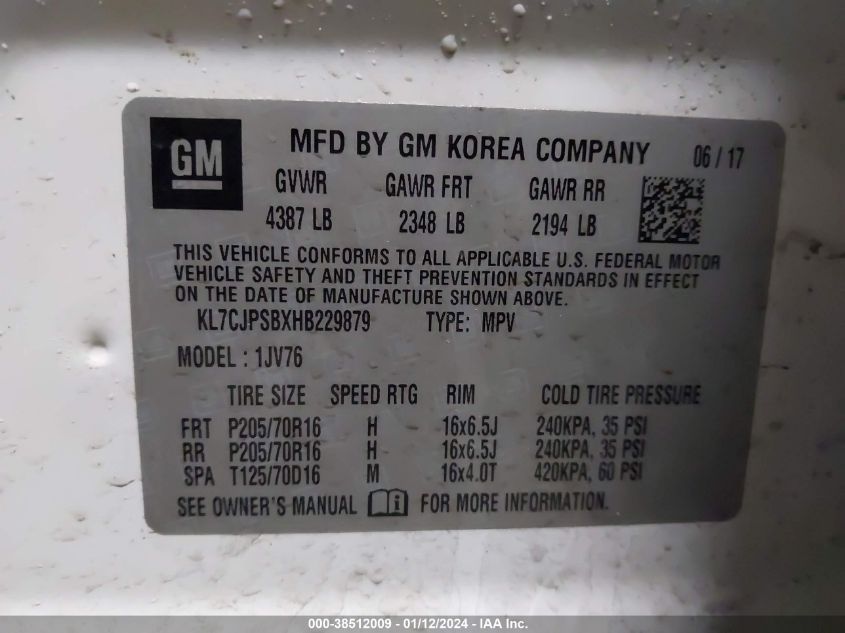 GM
MFD BY GM KOREA COMPANY 06 / 17
GVWR GAWR FRT GAWR RR
4387 LB 2348 LB 2194 LB
THIS VEHICLE CONFORMS TO ALL APPLICABLE U.S. FEDERAL MOTOR
VEHICLE SAFETY AND THEFT PREVENTION STANDARDS IN EFFECT
ON THE DATE OF MANUFACTURE SHOWN ABOVE.
KL7CJPSBXHB229879 TYPE: MPV
MODEL : 1JV76
TIRE SIZE SPEED RTG RIM COLD TIRE PRESSURE
FRT P205/70R16 H 16x6.5J 240KPA, 35 PSI
RR P205/70R16 H 16x6.5J 240KPA, 35 PSI
SPA T125/70D16 M 16x4.0T 420KPA, 60 PSI
SEE OWNER'S MANUAL FOR MORE INFORMATION.
000-38512009 - 01/12/2024 - IAA Inc.